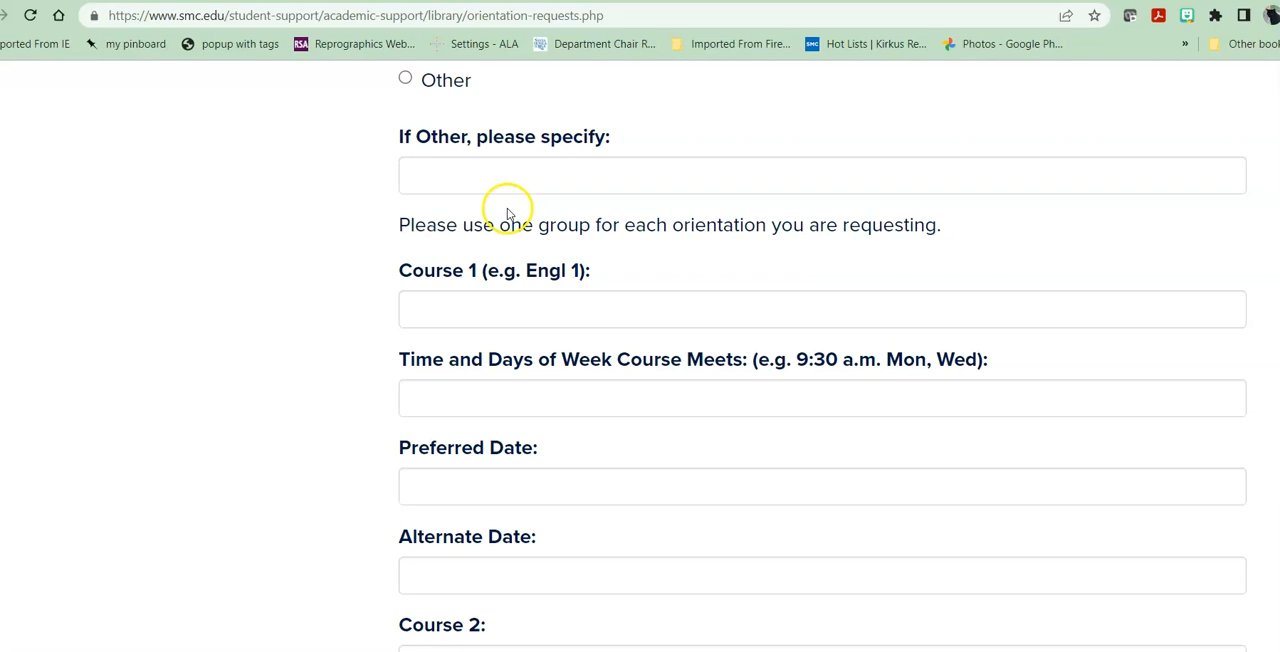 https://www.smc.edu/student-support/academic-support/library/orientation-requests.php
ported From IE my pinboard popup with tags RSA Reprographics Web... Settings - ALA Department Chair R... Imported From Fire... SMC Hot Lists | Kirkus Re... Photos - Google Ph... » Other book
Other
If Other, please specify:
Please use one group for each orientation you are requesting.
Course 1 (e.g. Engl 1):
Time and Days of Week Course Meets: (e.g. 9:30 a.m. Mon, Wed):
Preferred Date:
Alternate Date:
Course 2: